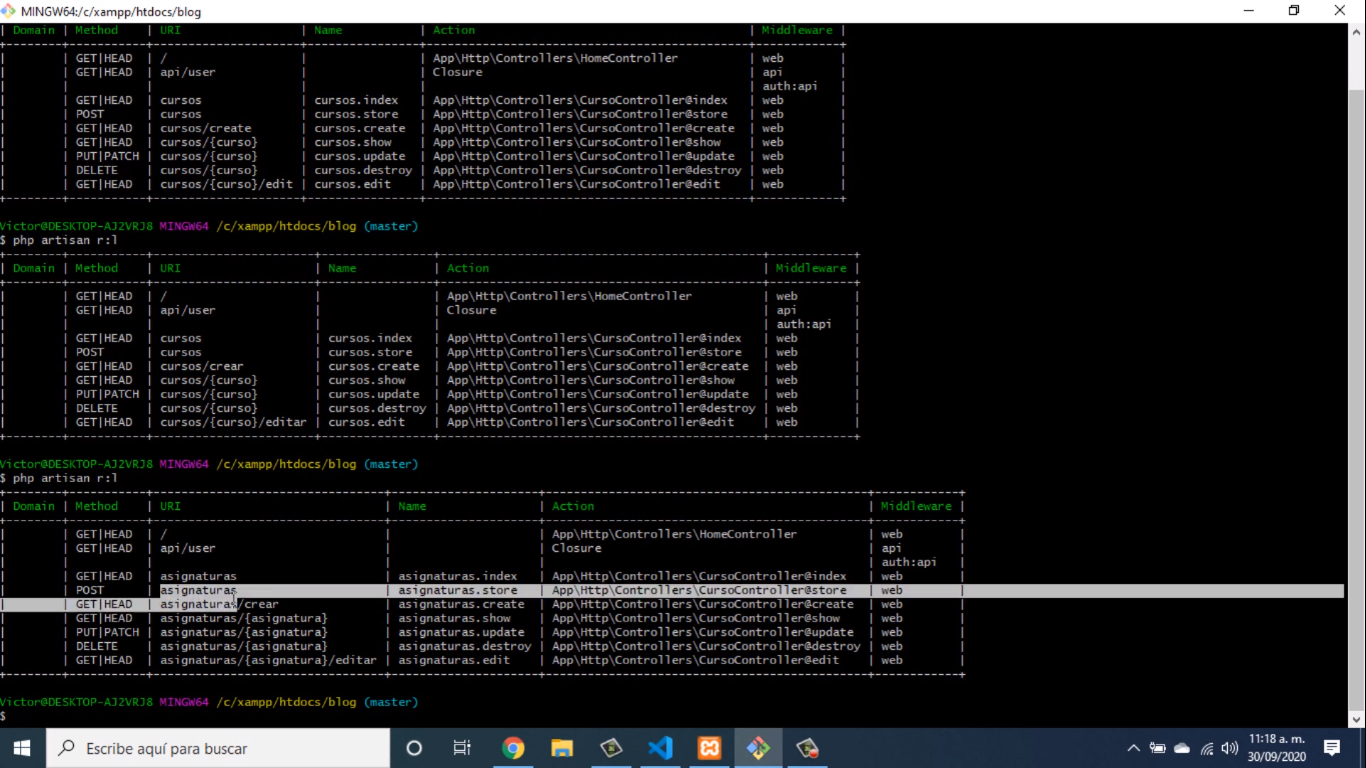 MINGW64:/c/xampp/htdocs/blog
| Domain | Method | URI | Name | Action | Middleware |
| | GET|HEAD | / | | App\Http\Controllers\HomeController | web |
| | GET|HEAD | api/user | | Closure | api |
| | | | | | auth:api |
| | GET|HEAD | cursos | cursos.index | App\Http\Controllers\CursoController@index | web |
| | POST | cursos | cursos.store | App\Http\Controllers\CursoController@store | web |
| | GET|HEAD | cursos/create | cursos.create | App\Http\Controllers\CursoController@create | web |
| | GET|HEAD | cursos/{curso} | cursos.show | App\Http\Controllers\CursoController@show | web |
| | PUT|PATCH | cursos/{curso} | cursos.update | App\Http\Controllers\CursoController@update | web |
| | DELETE | cursos/{curso} | cursos.destroy | App\Http\Controllers\CursoController@destroy | web |
| | GET|HEAD | cursos/{curso}/edit | cursos.edit | App\Http\Controllers\CursoController@edit | web |
Victor@DESKTOP-AJ2VRJ8 MINGW64 /c/xampp/htdocs/blog (master)
$ php artisan r:l
| Domain | Method | URI | Name | Action | Middleware |
| | GET|HEAD | / | | App\Http\Controllers\HomeController | web |
| | GET|HEAD | api/user | | Closure | api |
| | | | | | auth:api |
| | GET|HEAD | cursos | cursos.index | App\Http\Controllers\CursoController@index | web |
| | POST | cursos | cursos.store | App\Http\Controllers\CursoController@store | web |
| | GET|HEAD | cursos/crear | cursos.create | App\Http\Controllers\CursoController@create | web |
| | GET|HEAD | cursos/{curso} | cursos.show | App\Http\Controllers\CursoController@show | web |
| | PUT|PATCH | cursos/{curso} | cursos.update | App\Http\Controllers\CursoController@update | web |
| | DELETE | cursos/{curso} | cursos.destroy | App\Http\Controllers\CursoController@destroy | web |
| | GET|HEAD | cursos/{curso}/editar | cursos.edit | App\Http\Controllers\CursoController@edit | web |
Victor@DESKTOP-AJ2VRJ8 MINGW64 /c/xampp/htdocs/blog (master)
$ php artisan r:l
| Domain | Method | URI | Name | Action | Middleware |
| | GET|HEAD | / | | App\Http\Controllers\HomeController | web |
| | GET|HEAD | api/user | | Closure | api |
| | | | | | auth:api |
| | GET|HEAD | asignaturas | asignaturas.index | App\Http\Controllers\CursoController@index | web |
| | POST | asignaturas | asignaturas.store | App\Http\Controllers\CursoController@store | web |
| | GET|HEAD | asignaturas/crear | asignaturas.create | App\Http\Controllers\CursoController@create | web |
| | GET|HEAD | asignaturas/{asignatura} | asignaturas.show | App\Http\Controllers\CursoController@show | web |
| | PUT|PATCH | asignaturas/{asignatura} | asignaturas.update | App\Http\Controllers\CursoController@update | web |
| | DELETE | asignaturas/{asignatura} | asignaturas.destroy | App\Http\Controllers\CursoController@destroy | web |
| | GET|HEAD | asignaturas/{asignatura}/editar | asignaturas.edit | App\Http\Controllers\CursoController@edit | web |
Victor@DESKTOP-AJ2VRJ8 MINGW64 /c/xampp/htdocs/blog (master)
$
Escribe aquí para buscar
11:18 a. m.
30/09/2020